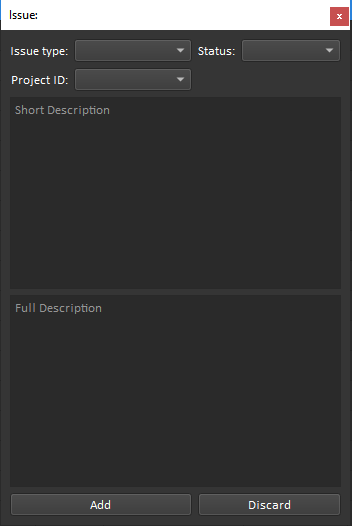 Issue:
Issue type: Status:
Project ID:
Short Description
Full Description
Add Discard